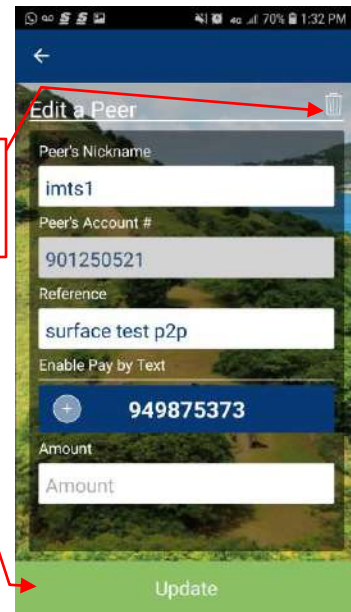 70% 1:32 PM
Edit a Peer
Peer's Nickname
imts1
Peer's Account #
901250521
Reference
surface test p2p
Enable Pay by Text
949875373
Amount
Amount
Update